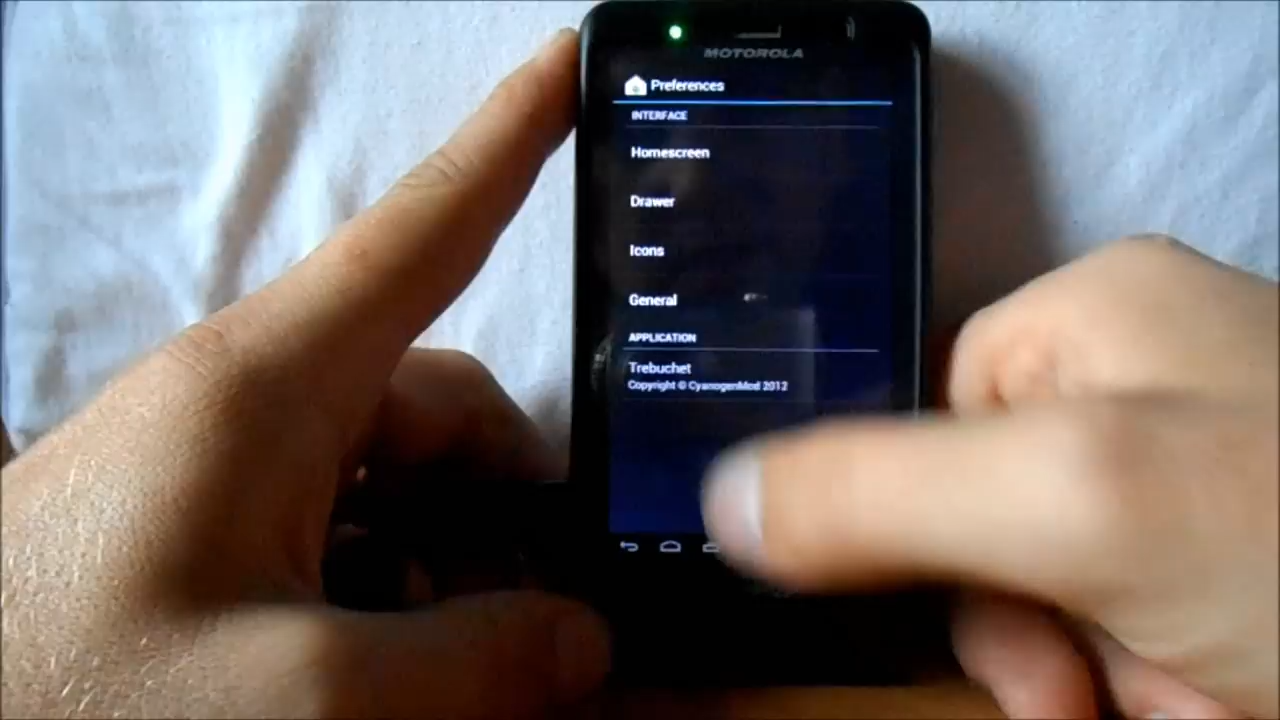 MOTOROLA
Preferences
INTERFACE
Homescreen
Drawer
Icons
General
APPLICATION
Trebuchet
Copyright © CyanogenMod 2012